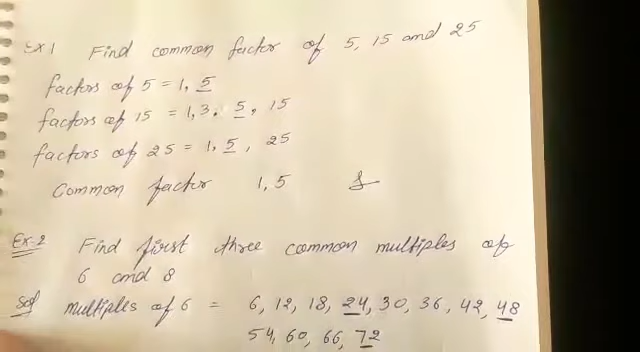 Ex 1 Find common factor of 5, 15 and 25
factors of 5 = 1, 5
factors of 15 = 1, 3, 5, 15
factors of 25 = 1, 5, 25
Common factor 1, 5
Ex-2 Find first three common multiples of
6 and 8
Sol multiples of 6 = 6, 12, 18, 24, 30, 36, 42, 48
54, 60, 66, 72